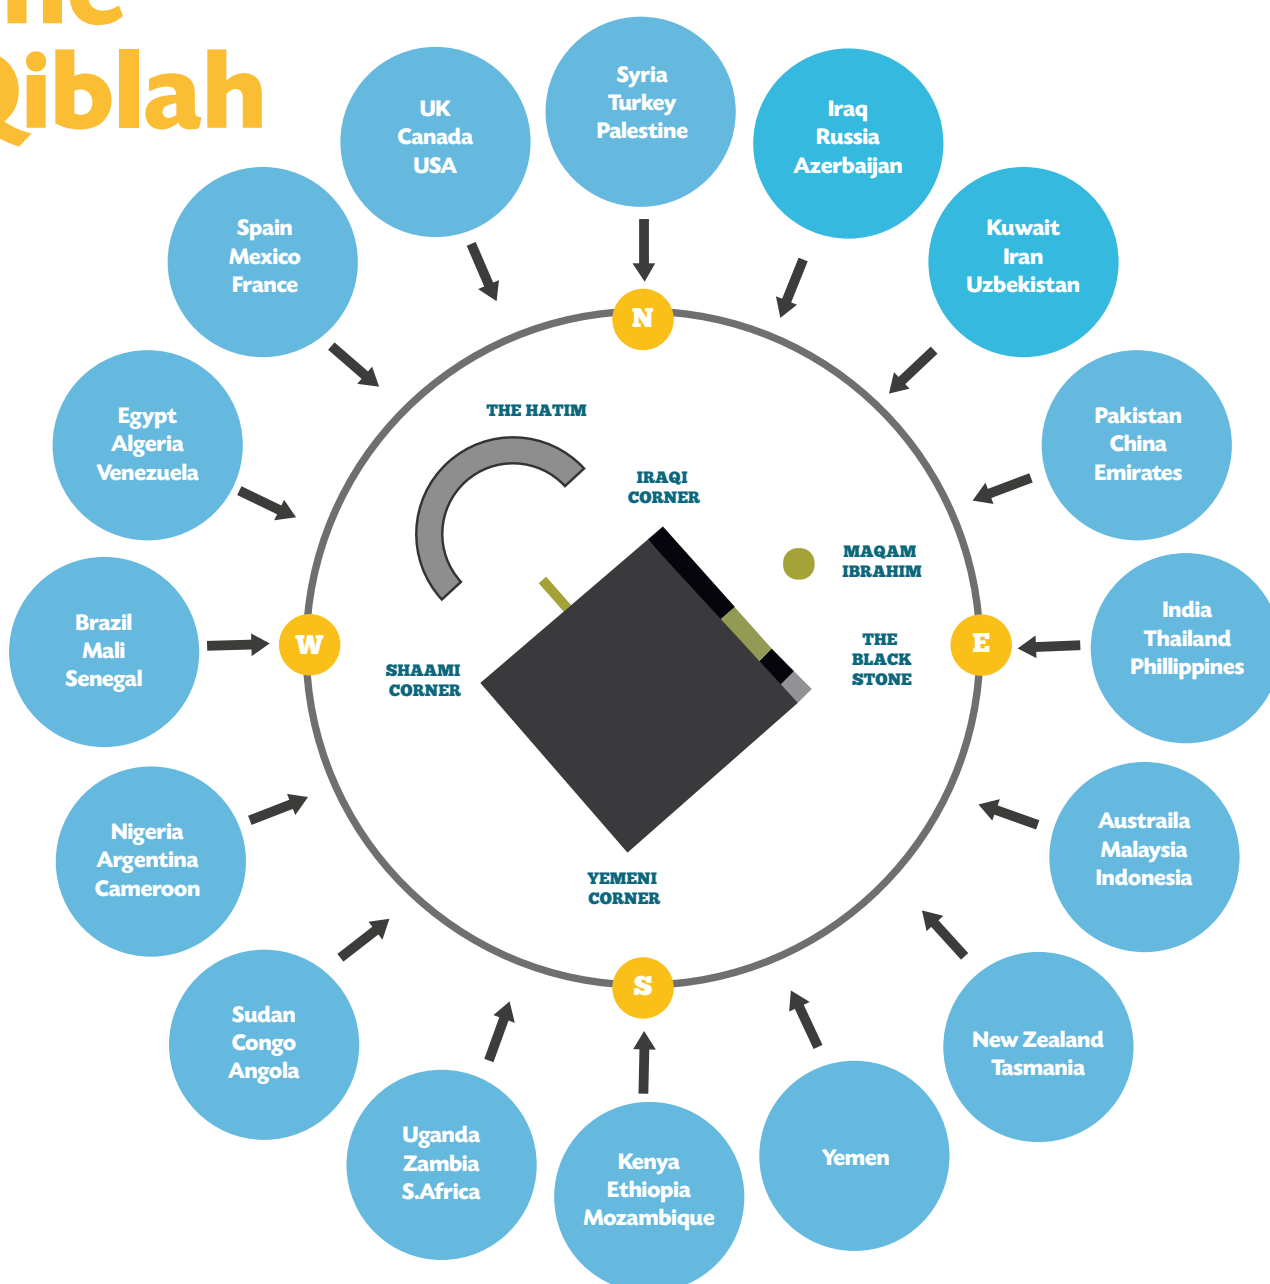 Qiblah
Syria
Turkey
Palestine
Iraq
Russia
Azerbaijan
Kuwait
Iran
Uzbekistan
Pakistan
China
Emirates
India
Thailand
Phillippines
Austraila
Malaysia
Indonesia
New Zealand
Tasmania
Yemen
Kenya
Ethiopia
Mozambique
Uganda
Zambia
S.Africa
Sudan
Congo
Angola
Nigeria
Argentina
Cameroon
Brazil
Mali
Senegal
Egypt
Algeria
Venezuela
Spain
Mexico
France
UK
Canada
USA
N
E
S
W
THE HATIM
IRAQI
CORNER
MAQAM
IBRAHIM
THE
BLACK
STONE
SHAAMI
CORNER
YEMENI
CORNER